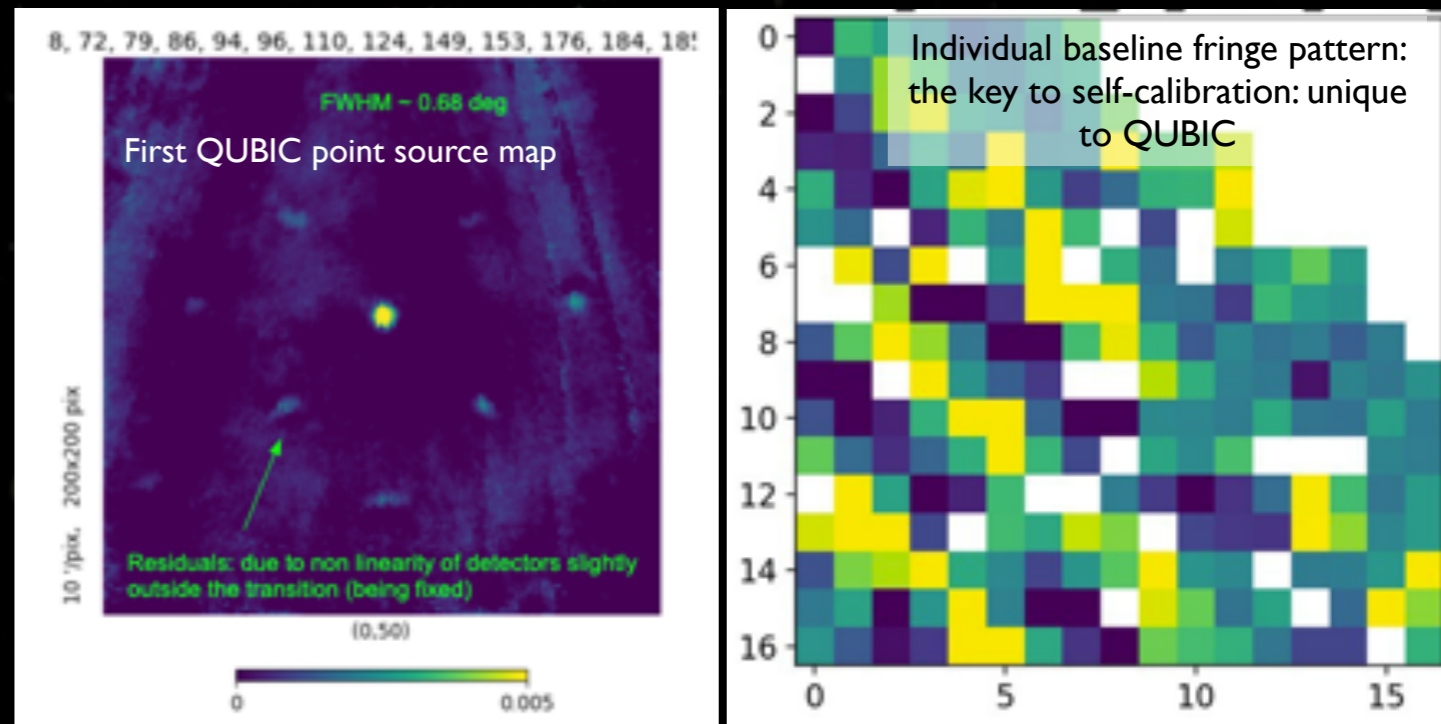 8, 72, 79, 86, 94, 96, 110, 124, 149, 153, 176, 184,
FWHM ~ 0.68 deg
First QUBIC point source map
10 '/pix, 200x200 pix
Residuals: due to non linearity of detectors slightly
outside the transition (being fixed)
(0.50)
0 0.005
Individual baseline fringe pattern:
the key to self-calibration: unique
to QUBIC
0
2
4
6
8
10
12
14
16
0 5 10 15